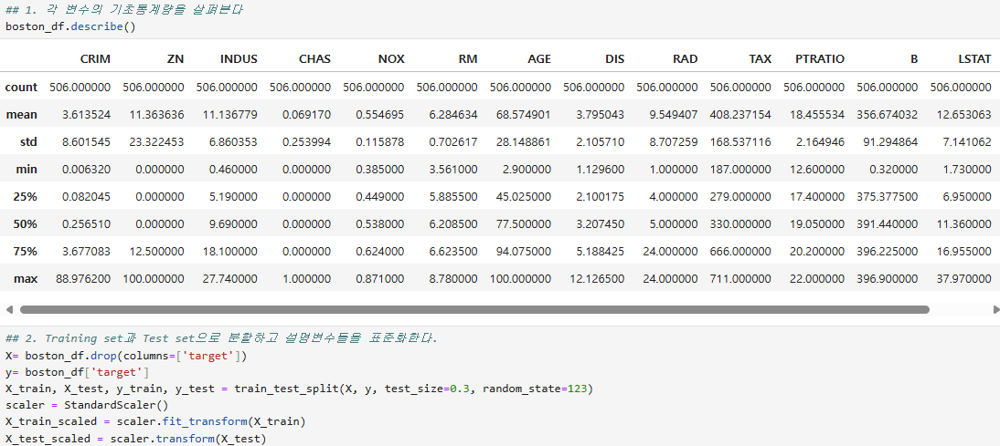 ## 1. 각 변수의 기초통계량을 살펴본다
boston_df.describe()
CRIM ZN INDUS CHAS NOX RM AGE DIS RAD TAX PTRATIO B LSTAT
count 506.000000 506.000000 506.000000 506.000000 506.000000 506.000000 506.000000 506.000000 506.000000 506.000000 506.000000 506.000000 506.000000
mean 3.613524 11.363636 11.136779 0.069170 0.554695 6.284634 68.574901 3.795043 9.549407 408.237154 18.455534 356.674032 12.653063
std 8.601545 23.322453 6.860353 0.253994 0.115878 0.702617 28.148861 2.105710 8.707259 168.537116 2.164946 91.294864 7.141062
min 0.006320 0.000000 0.460000 0.000000 0.385000 3.561000 2.900000 1.129600 1.000000 187.000000 12.600000 0.320000 1.730000
25% 0.082045 0.000000 5.190000 0.000000 0.449000 5.885500 45.025000 2.100175 4.000000 279.000000 17.400000 375.377500 6.950000
50% 0.256510 0.000000 9.690000 0.000000 0.538000 6.208500 77.500000 3.207450 5.000000 330.000000 19.050000 391.440000 11.360000
75% 3.677083 12.500000 18.100000 0.000000 0.624000 6.623500 94.075000 5.188425 24.000000 666.000000 20.200000 396.225000 16.955000
max 88.976200 100.000000 27.740000 1.000000 0.871000 8.780000 100.000000 12.126500 24.000000 711.000000 22.000000 396.900000 37.970000
## 2. Training set과 Test set으로 분할하고 설명변수들을 표준화한다.
X= boston_df.drop(columns=['target'])
y= boston_df['target']
X_train, X_test, y_train, y_test = train_test_split(X, y, test_size=0.3, random_state=123)
scaler = StandardScaler()
X_train_scaled = scaler.fit_transform(X_train)
X_test_scaled = scaler.transform(X_test)